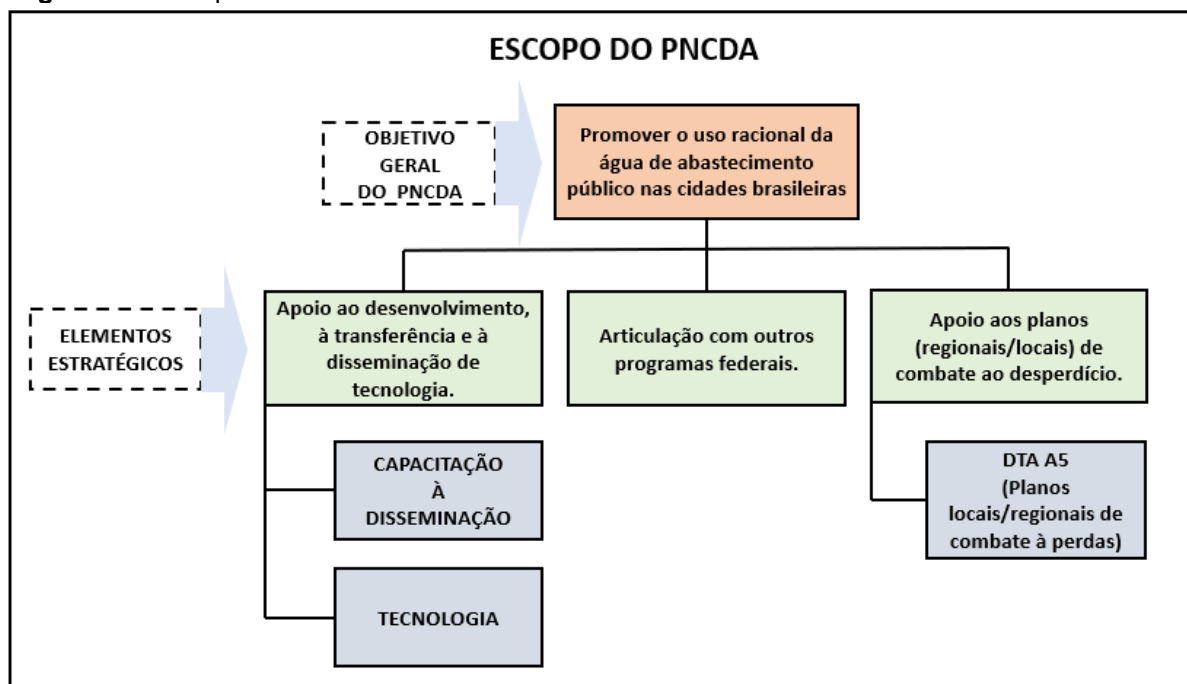 ESCOPO DO PNCDA
OBJETIVO
GERAL
DO PNCDA
Promover o uso racional da
água de abastecimento
público nas cidades brasileiras
ELEMENTOS
ESTRATÉGICOS
Apoio ao desenvolvimento,
à transferência e à
disseminação de
tecnologia.
Articulação com outros
programas federais.
Apoio aos planos
(regionais/locais) de
combate ao desperdício.
CAPACITAÇÃO
À
DISSEMINAÇÃO
TECNOLOGIA
DTA A5
(Planos
locais/regionais de
combate à perdas)